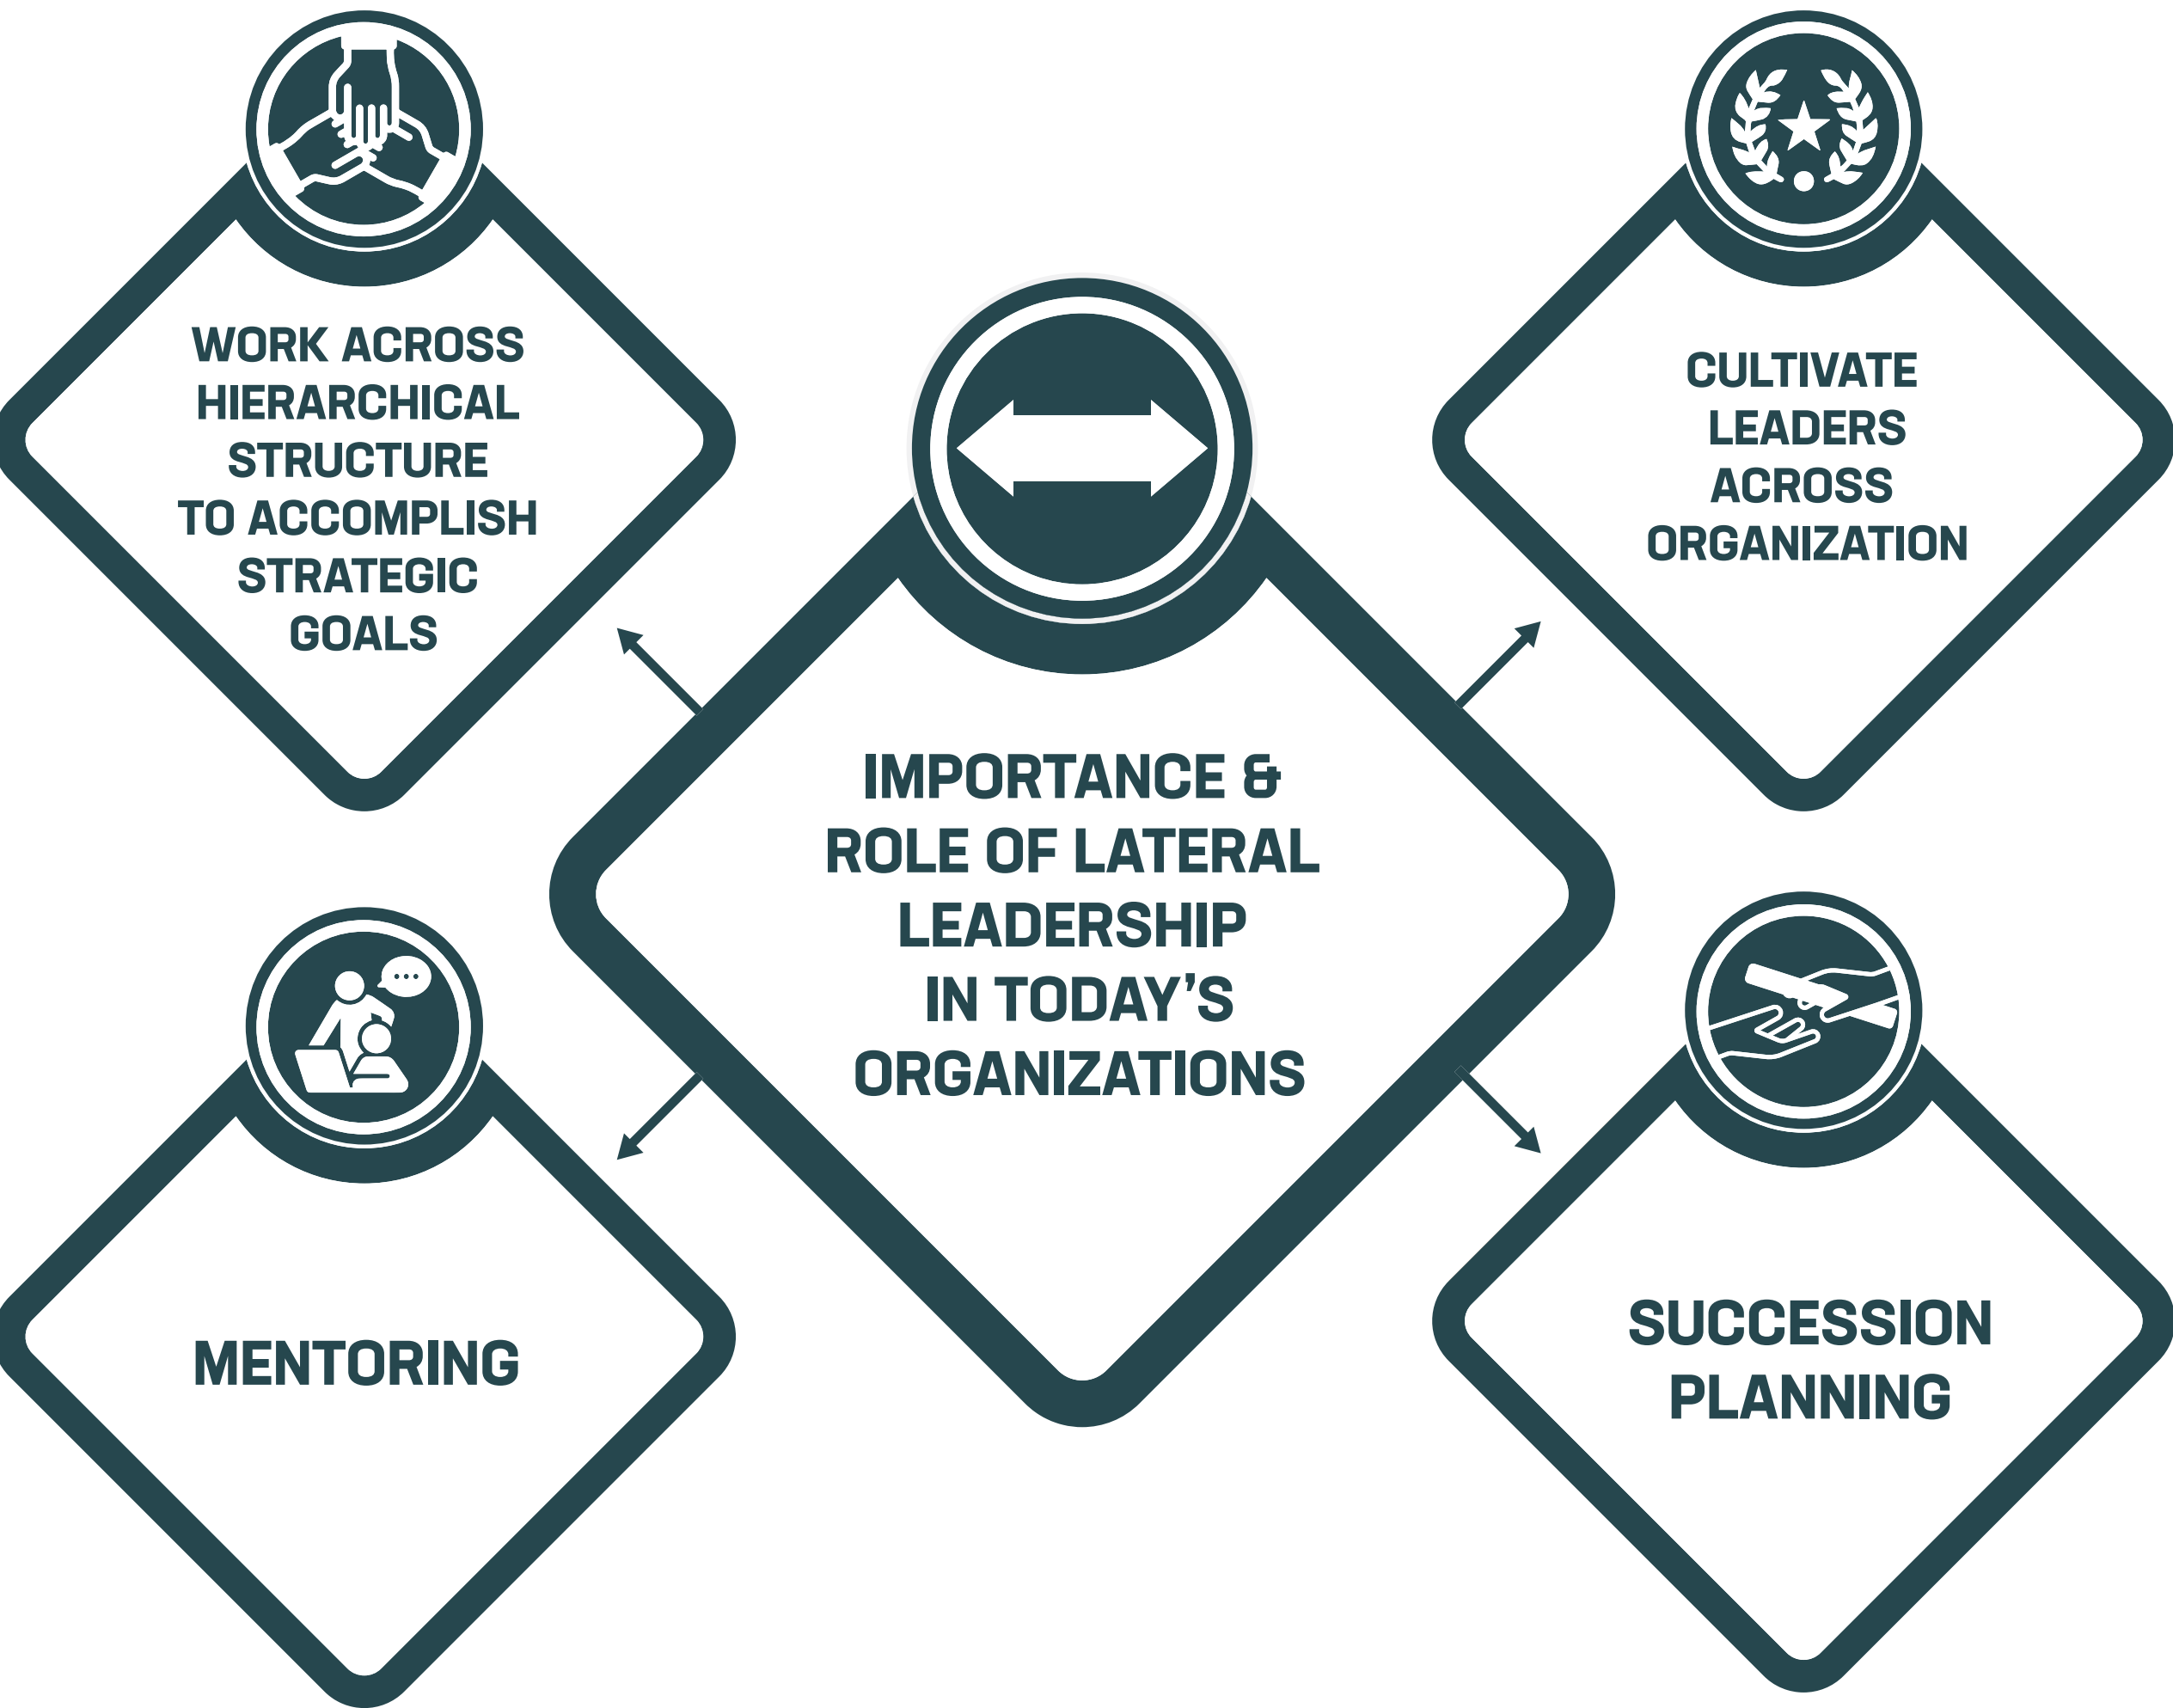 WORK ACROSS
HIERARCHICAL
STRUCTURE
TO ACCOMPLISH
STRATEGIC
GOALS
CULTIVATE
LEADERS
ACROSS
ORGANIZATION
IMPORTANCE &
ROLE OF LATERAL
LEADERSHIP
IN TODAY'S
ORGANIZATIONS
MENTORING
SUCCESSION
PLANNING